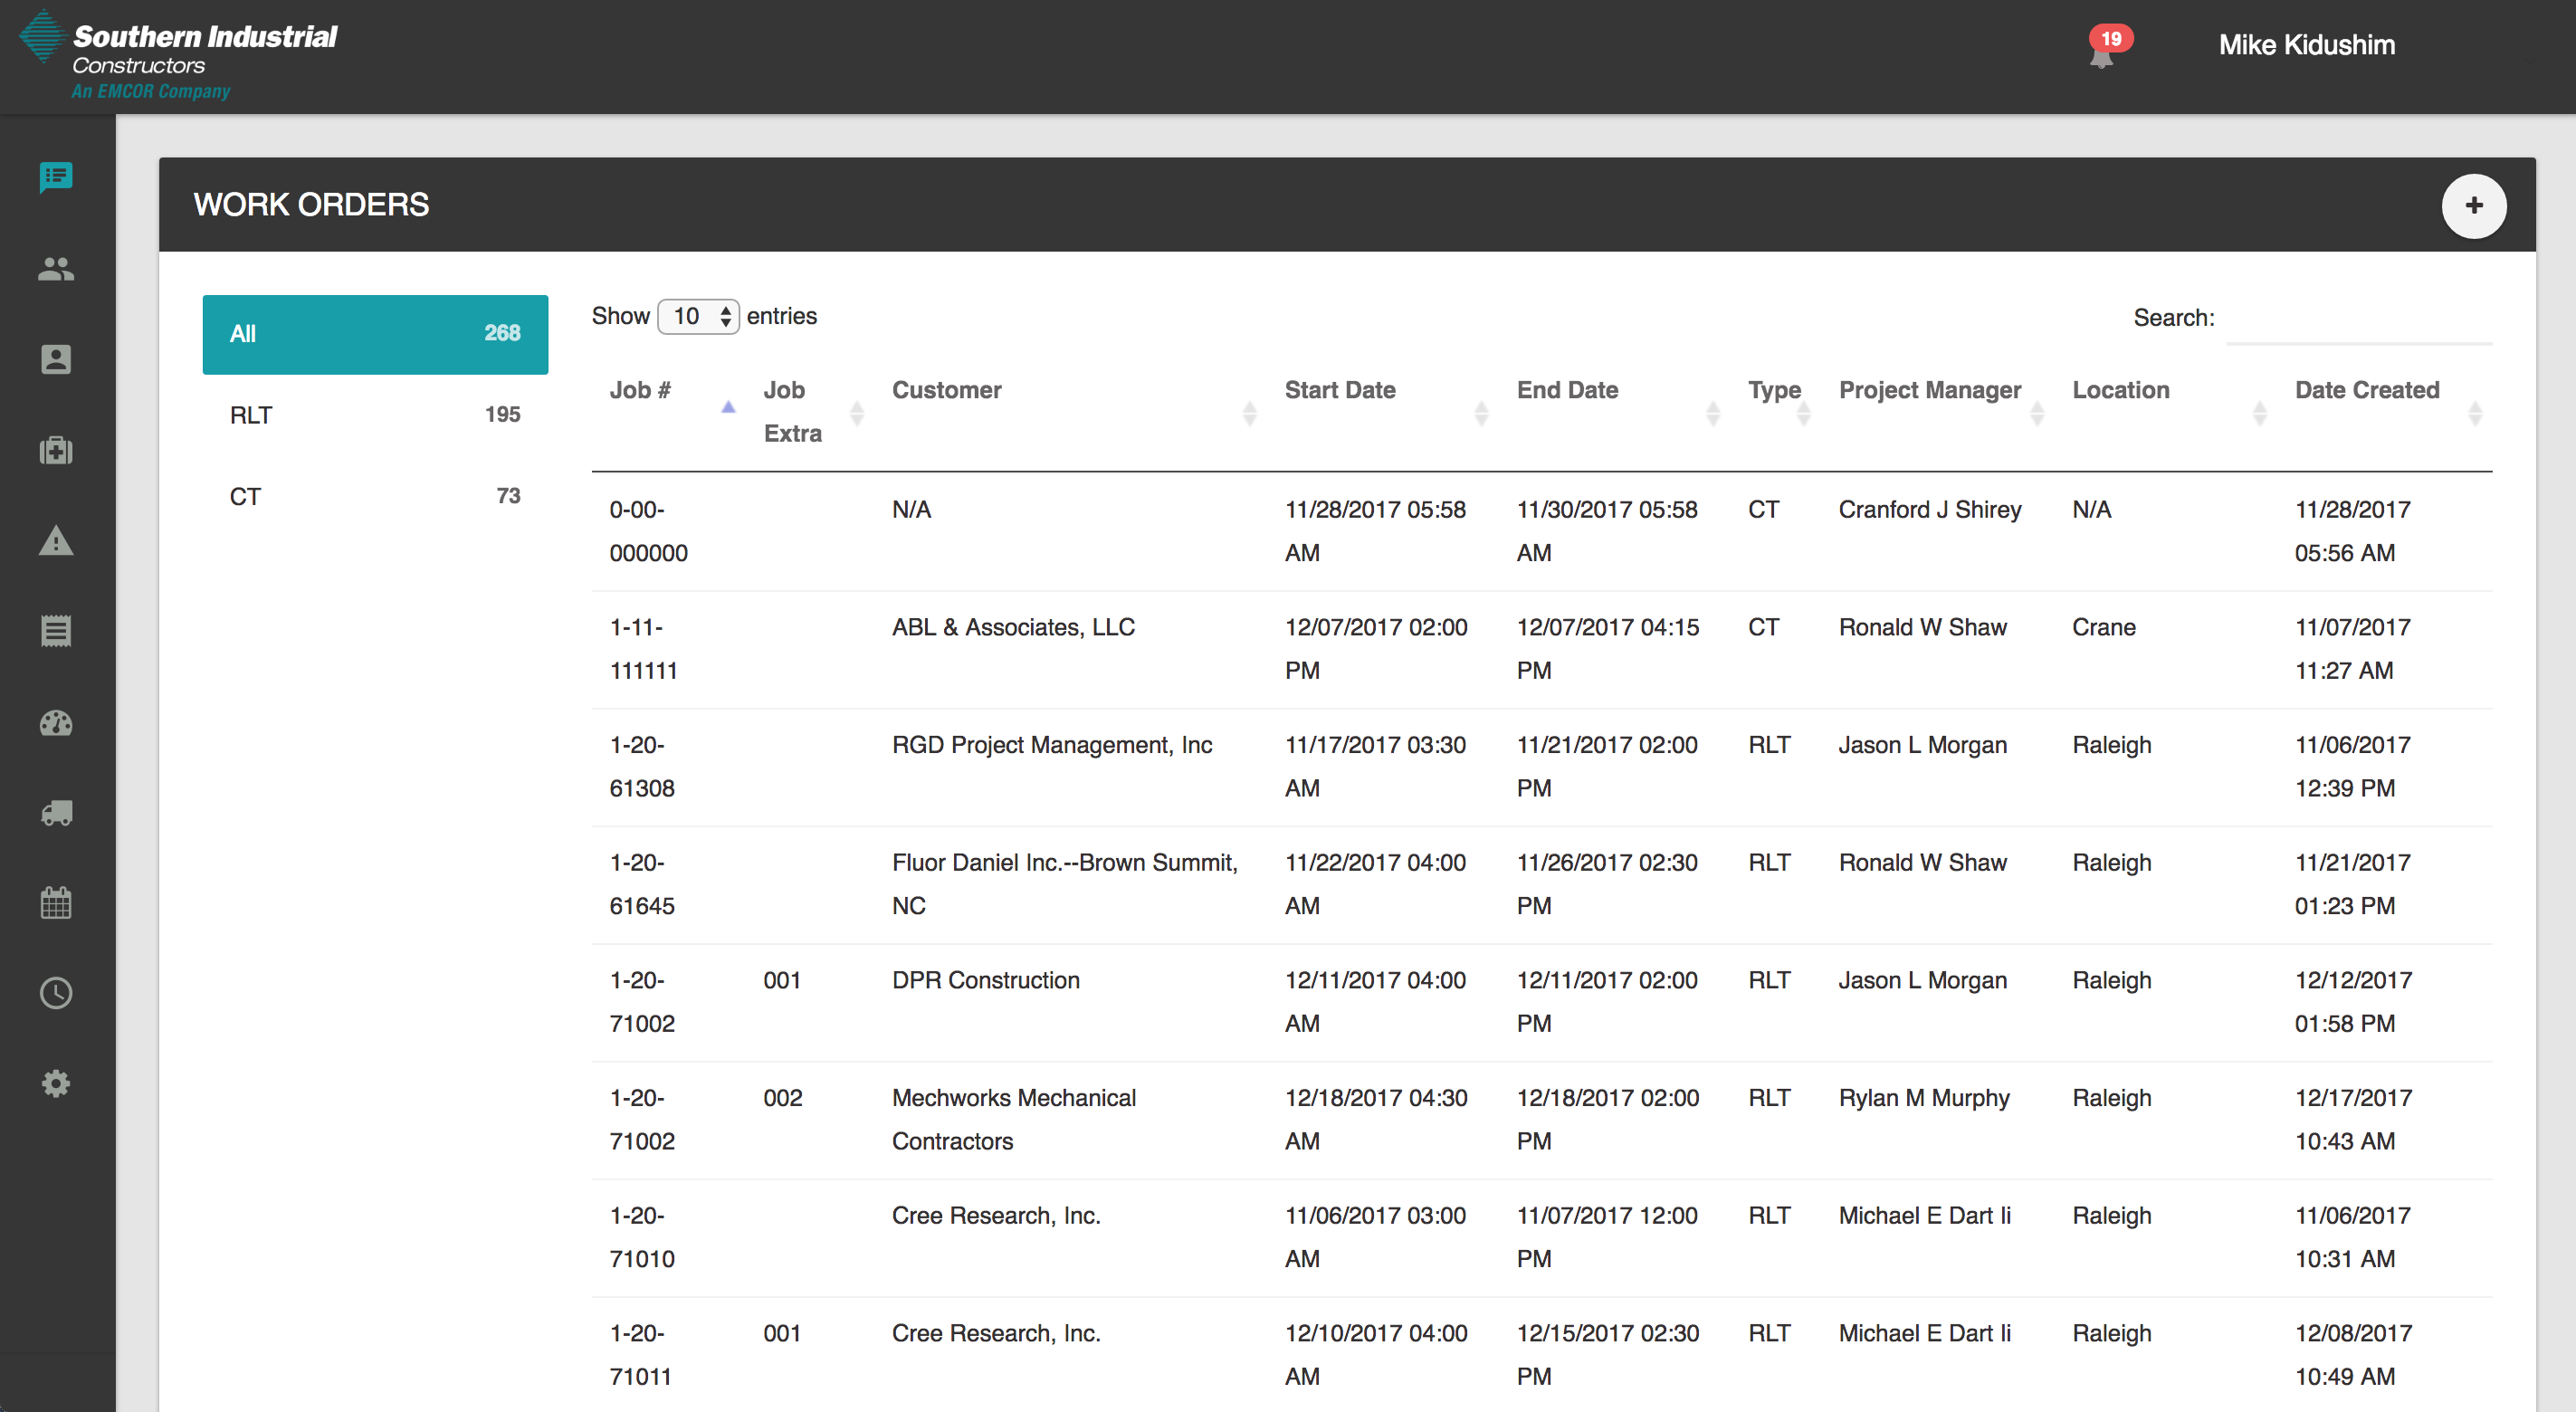 Southern Industrial
Constructors
An EMCOR Company
19
Mike Kidushim
WORK ORDERS
+
All 268
RLT 195
CT 73
Show 10 entries
Search:
Job # Job Customer Start Date End Date Type Project Manager Location Date Created
Extra
0-00- N/A 11/28/2017 05:58 11/30/2017 05:58 CT Cranford J Shirey N/A 11/28/2017
000000 AM AM 05:56 AM
1-11- ABL & Associates, LLC 12/07/2017 02:00 12/07/2017 04:15 CT Ronald W Shaw Crane 11/07/2017
111111 PM PM 11:27 AM
1-20- RGD Project Management, Inc 11/17/2017 03:30 11/21/2017 02:00 RLT Jason L Morgan Raleigh 11/06/2017
61308 AM PM 12:39 PM
1-20- Fluor Daniel Inc.--Brown Summit, 11/22/2017 04:00 11/26/2017 02:30 RLT Ronald W Shaw Raleigh 11/21/2017
61645 NC AM PM 01:23 PM
1-20- 001 DPR Construction 12/11/2017 04:00 12/11/2017 02:00 RLT Jason L Morgan Raleigh 12/12/2017
71002 AM PM 01:58 PM
1-20- 002 Mechworks Mechanical 12/18/2017 04:30 12/18/2017 02:00 RLT Rylan M Murphy Raleigh 12/17/2017
71002 Contractors AM PM 10:43 AM
1-20- Cree Research, Inc. 11/06/2017 03:00 11/07/2017 12:00 RLT Michael E Dart Ii Raleigh 11/06/2017
71010 AM PM 10:31 AM
1-20- 001 Cree Research, Inc. 12/10/2017 04:00 12/15/2017 02:30 RLT Michael E Dart Ii Raleigh 12/08/2017
71011 AM PM 10:49 AM